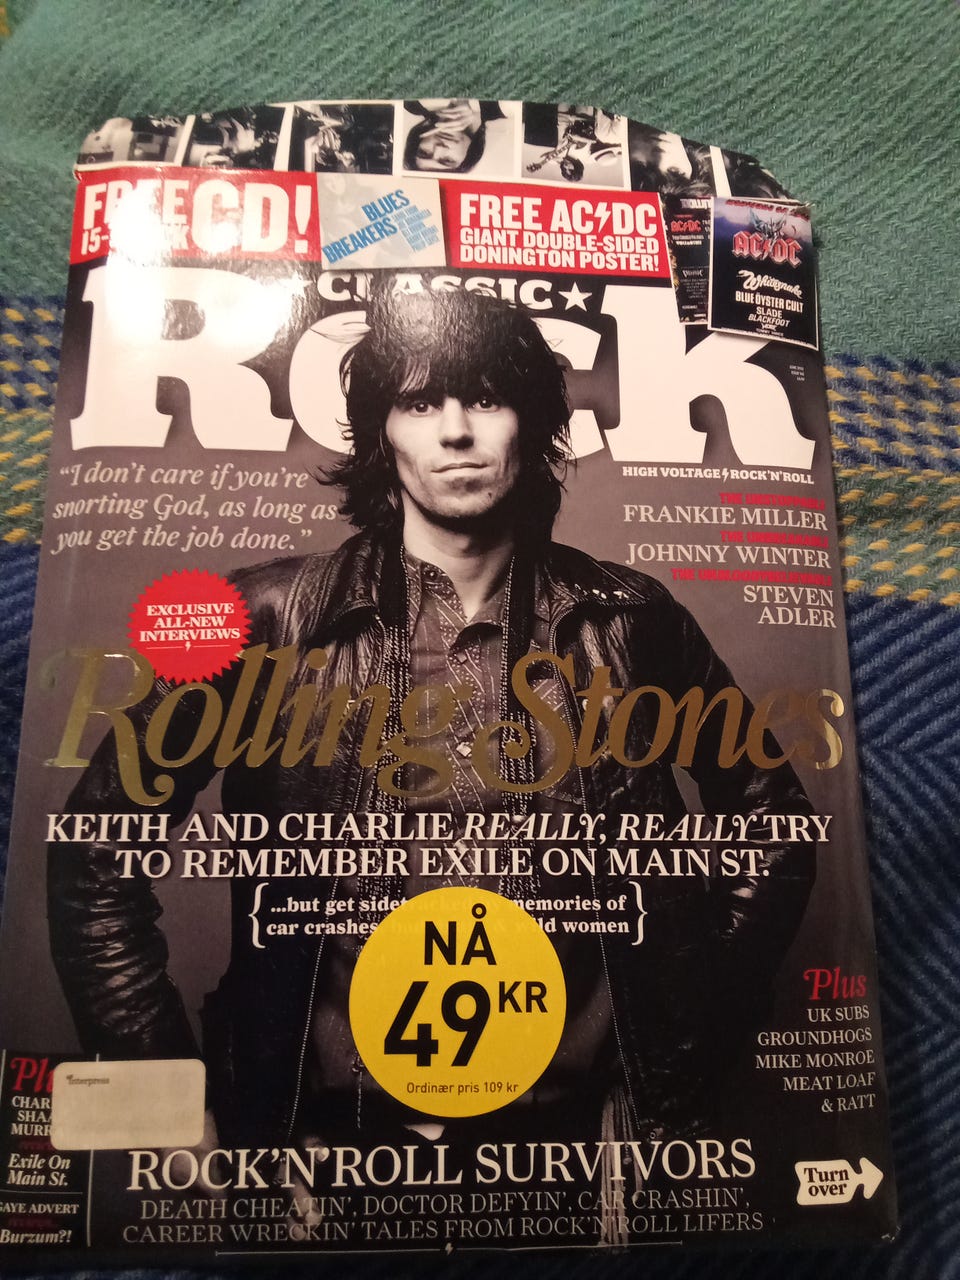 FREE CD!
15-
BLUES
BREAKERS
FREE AC⚡DC
GIANT DOUBLE-SIDED
DONINGTON POSTER!
AC⚡DC
AC⚡DC
Whitesnake
BLUE ÖYSTER CULT
SLADE
BLACKFOOT
★CLASSIC★
ROCK
HIGH VOLTAGE⚡ROCK'N'ROLL
"I don't care if you're
snorting God, as long as
you get the job done."
FRANKIE MILLER
JOHNNY WINTER
STEVEN
ADLER
EXCLUSIVE
ALL-NEW
INTERVIEWS
Rolling Stones
KEITH AND CHARLIE REALLY, REALLY TRY
TO REMEMBER EXILE ON MAIN ST.
...but get memories of
car crashes women
NÅ
49 KR
Ordinær pris 109 kr
Plus
UK SUBS
GROUNDHOGS
MIKE MONROE
MEAT LOAF
& RATT
interpress
Exile On
Main St.
GAYE ADVERT
Burzum?!
ROCK'N'ROLL SURVIVORS
DEATH CHEATIN', DOCTOR DEFYIN', CAR CRASHIN',
CAREER WRECKIN' TALES FROM ROCK'N'ROLL LIFERS
Turn
over